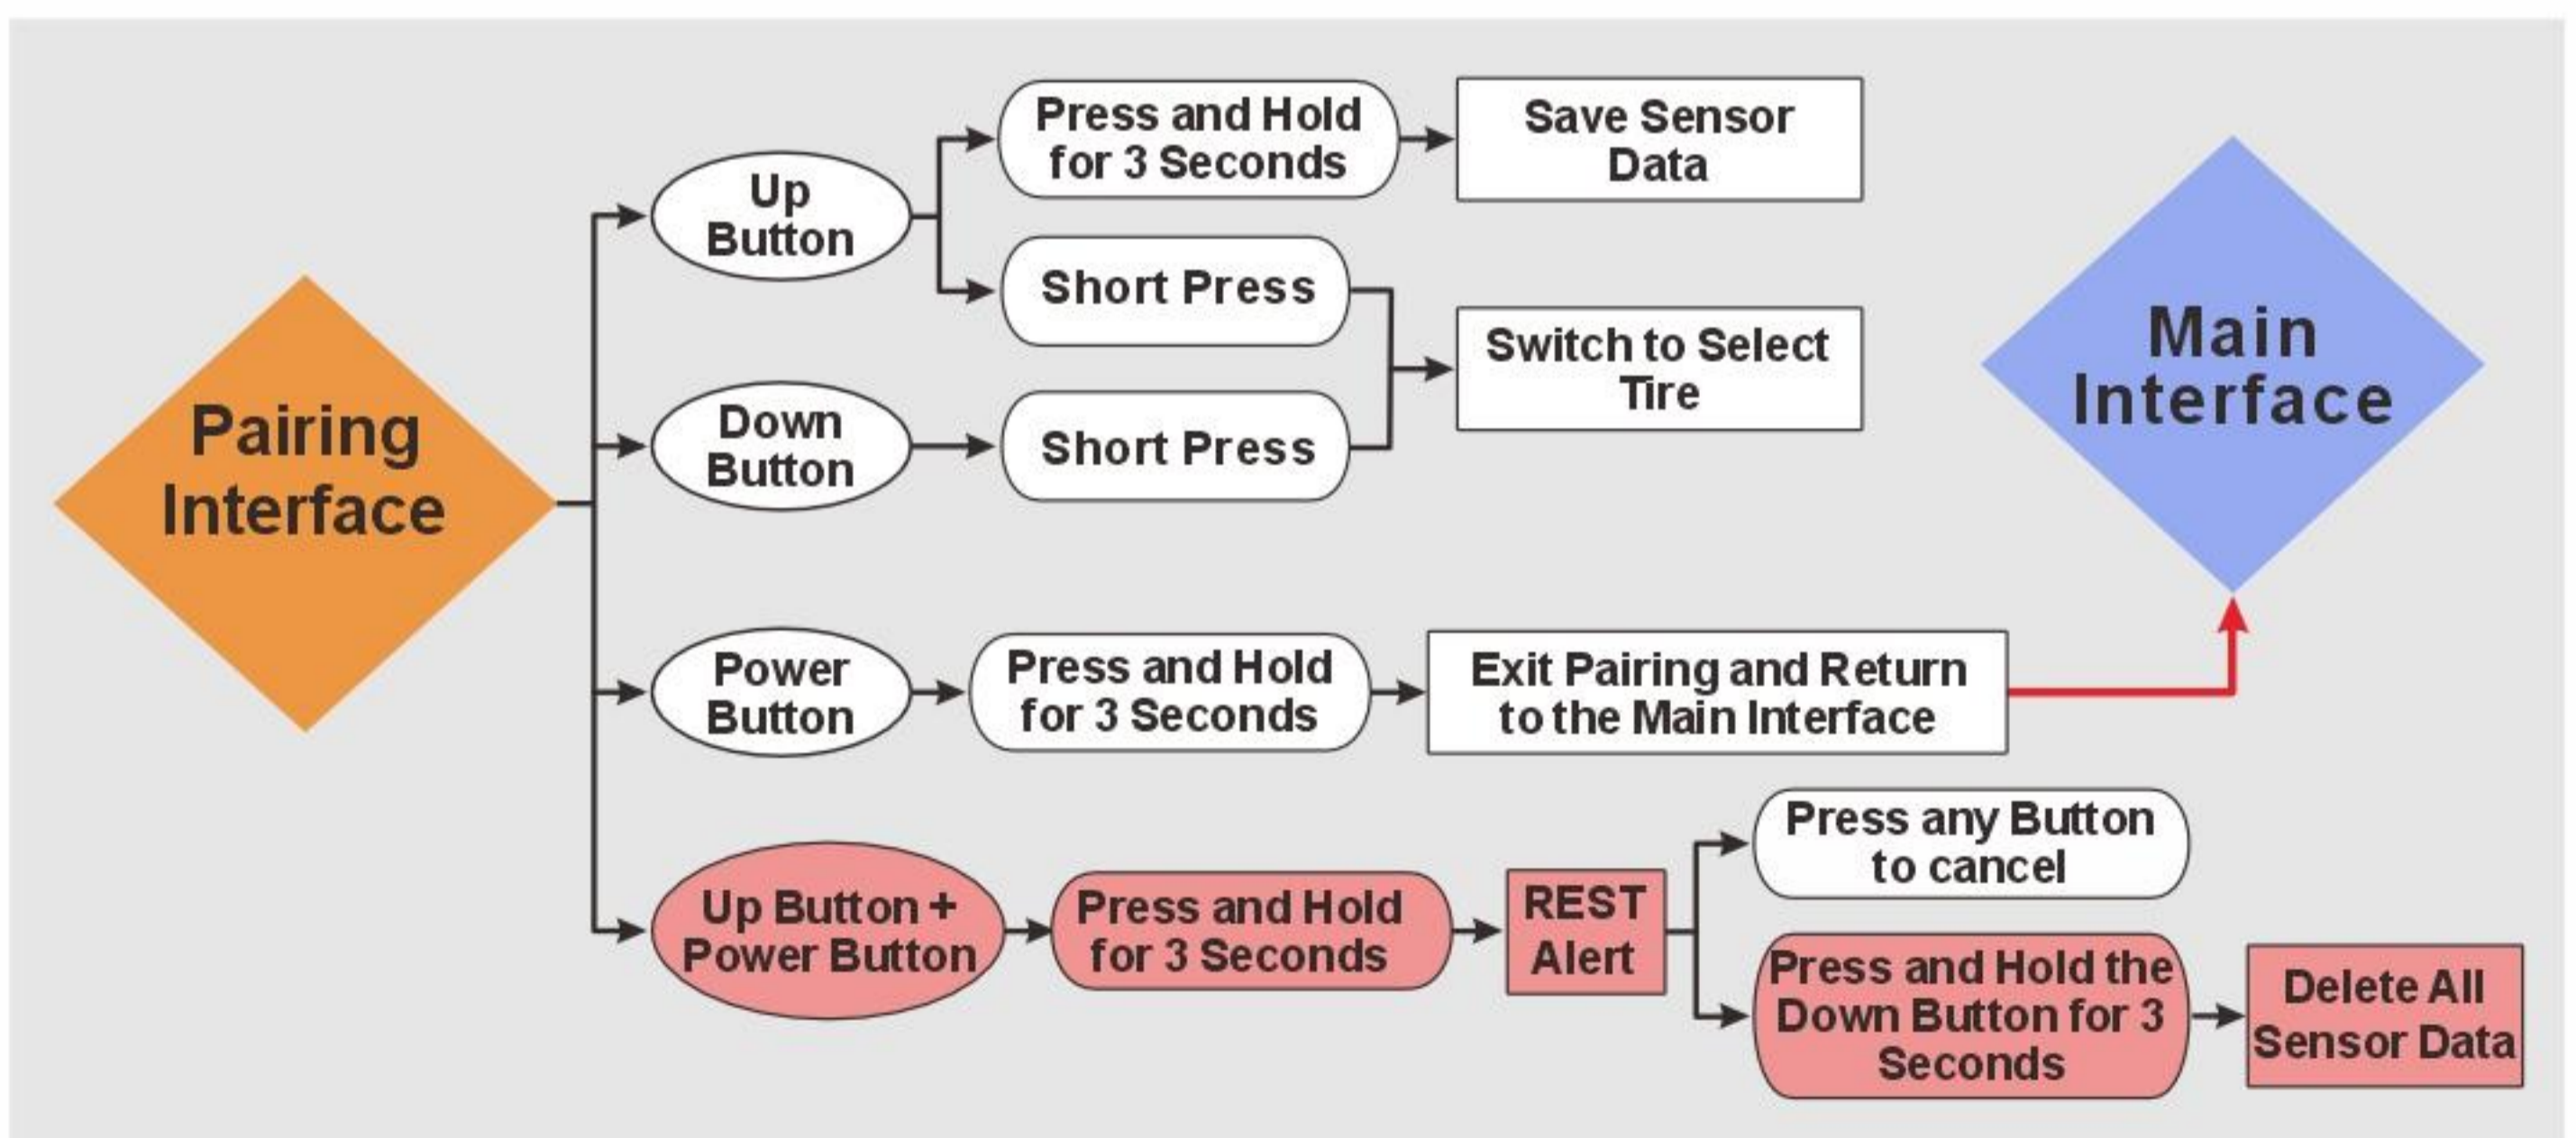 Pairing
Interface
Up
Button
Press and Hold
for 3 Seconds
Save Sensor
Data
Short Press
Switch to Select
Tire
Down
Button
Short Press
Main
Interface
Power
Button
Press and Hold
for 3 Seconds
Exit Pairing and Return
to the Main Interface
Up Button +
Power Button
Press and Hold
for 3 Seconds
REST
Alert
Press any Button
to cancel
Press and Hold the
Down Button for 3
Seconds
Delete All
Sensor Data